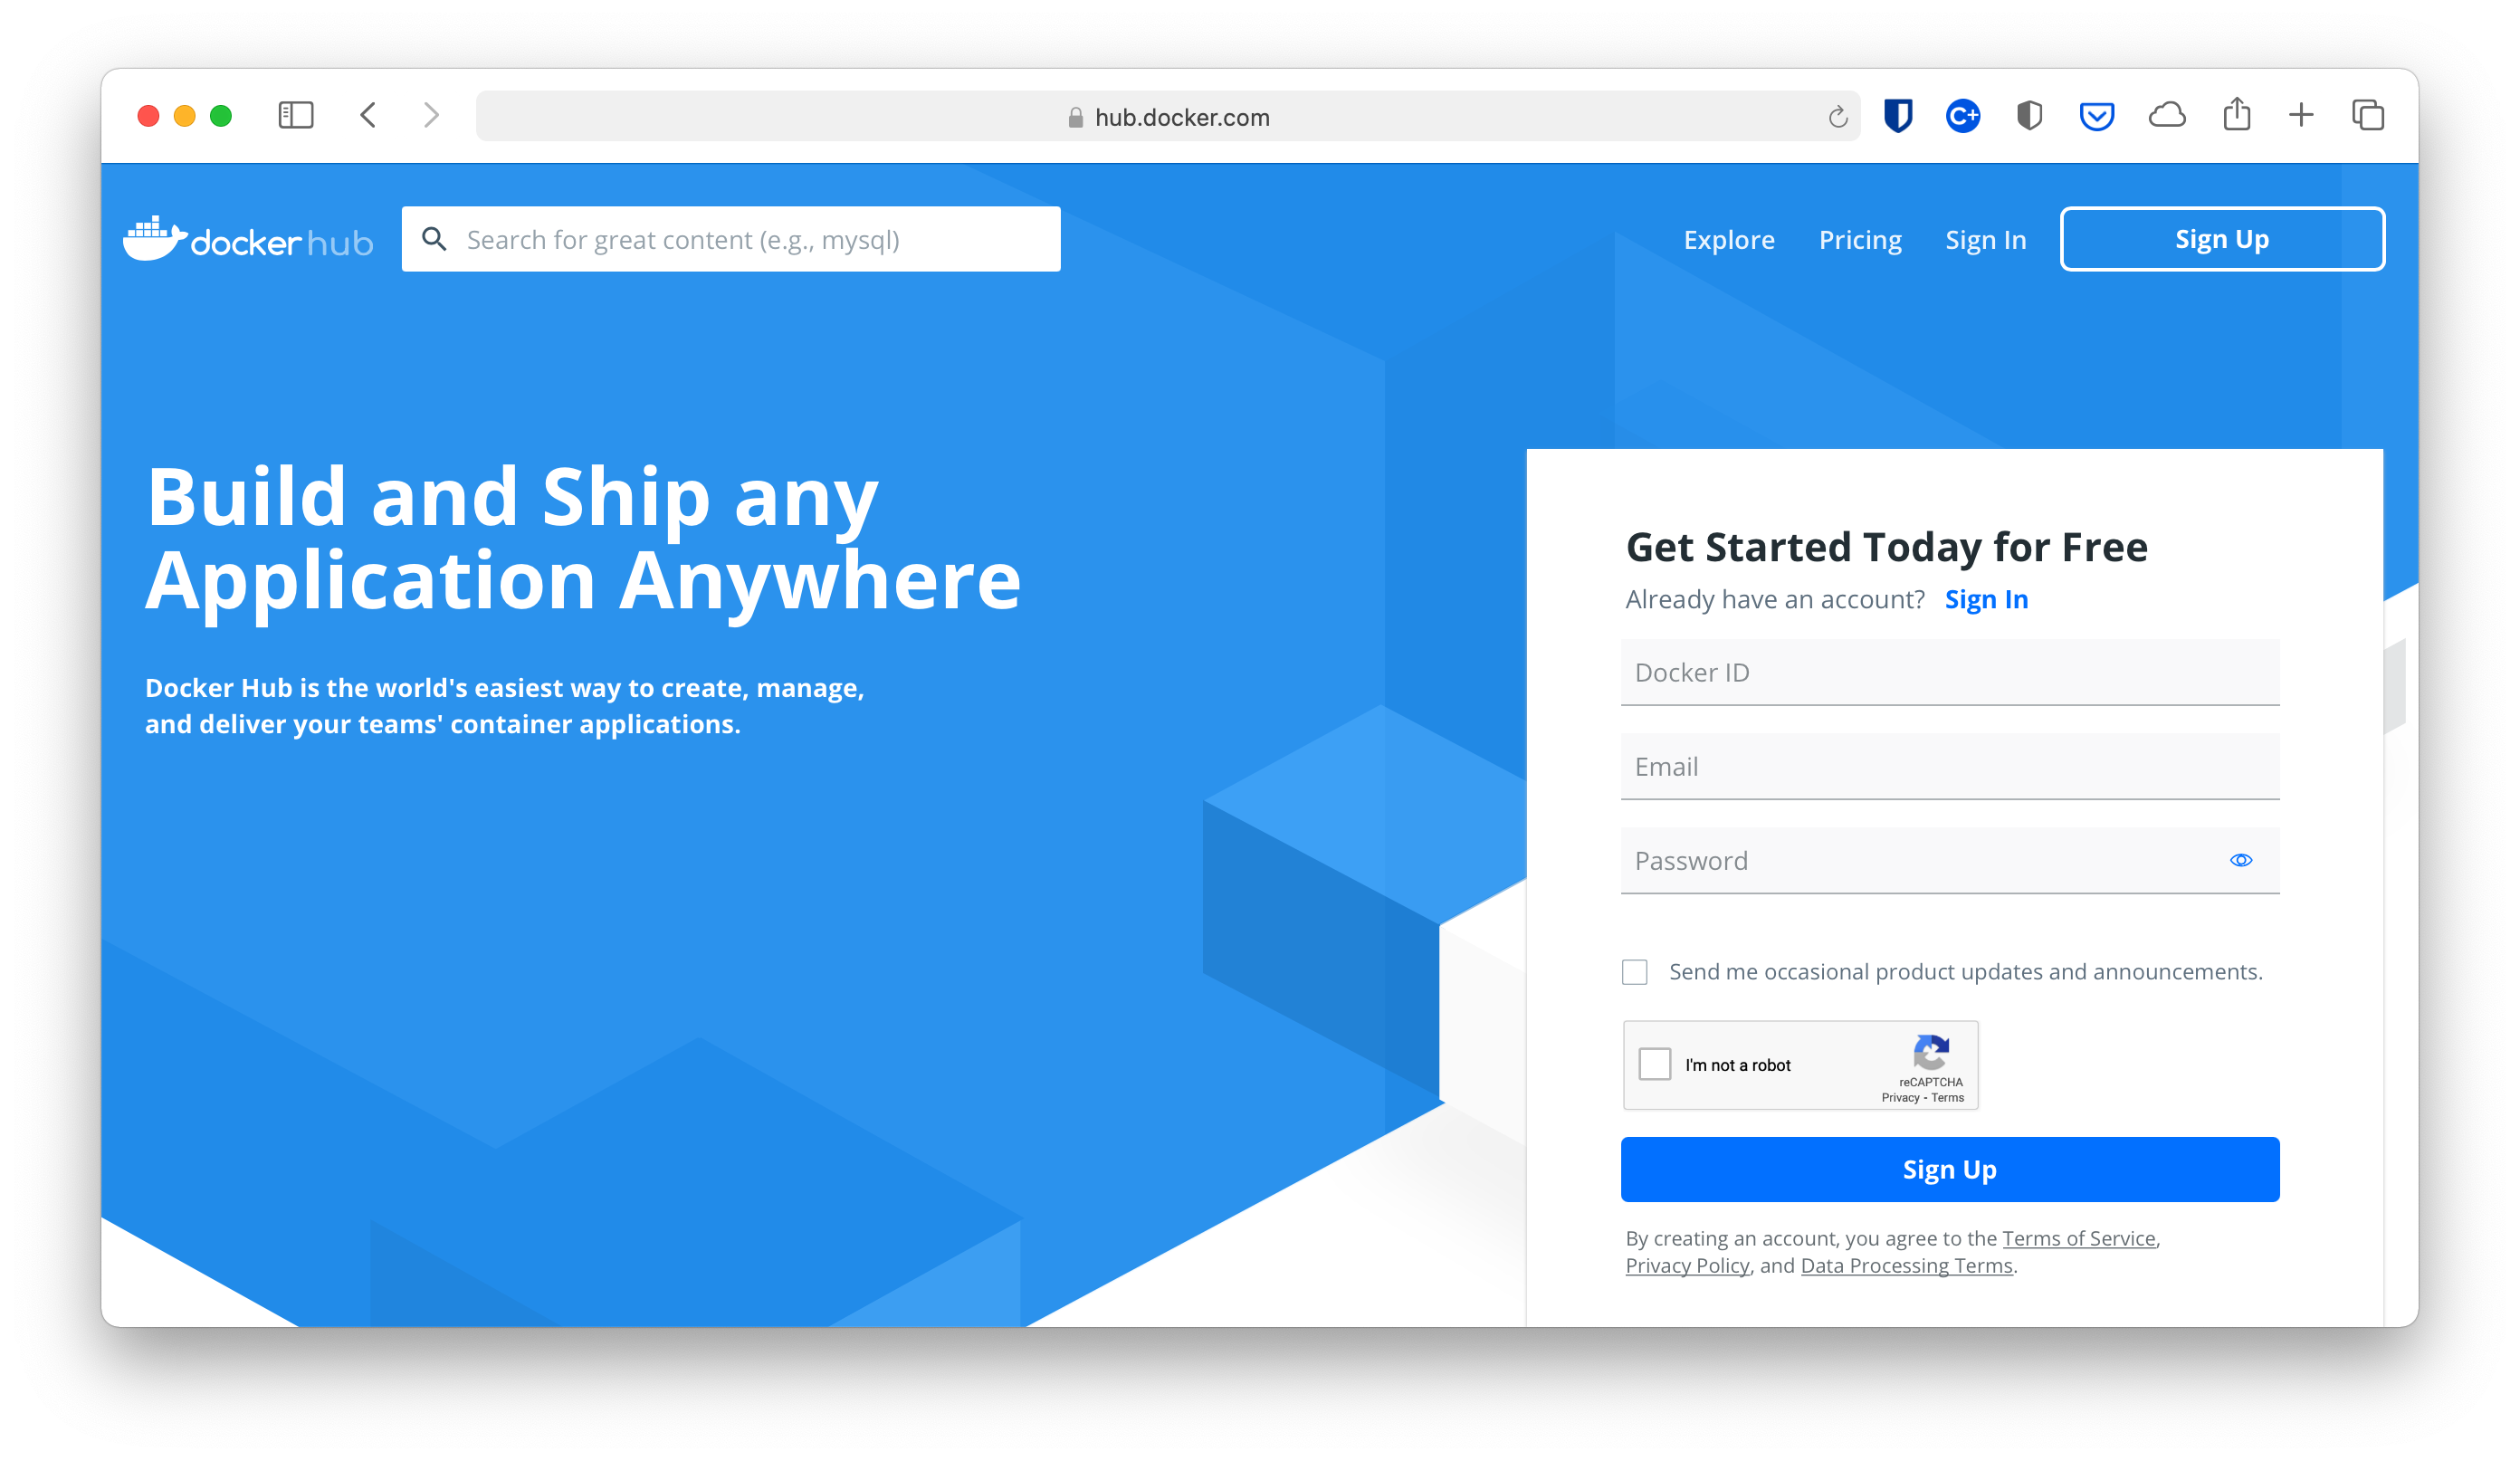 hub.docker.com
C+
docker hub
Search for great content (e.g., mysql)
Explore
Pricing
Sign In
Sign Up
Build and Ship any
Application Anywhere
Docker Hub is the world's easiest way to create, manage,
and deliver your teams' container applications.
Get Started Today for Free
Already have an account? Sign In
Docker ID
Email
Password
Send me occasional product updates and announcements.
I'm not a robot
reCAPTCHA
Privacy - Terms
Sign Up
By creating an account, you agree to the Terms of Service,
Privacy Policy, and Data Processing Terms.